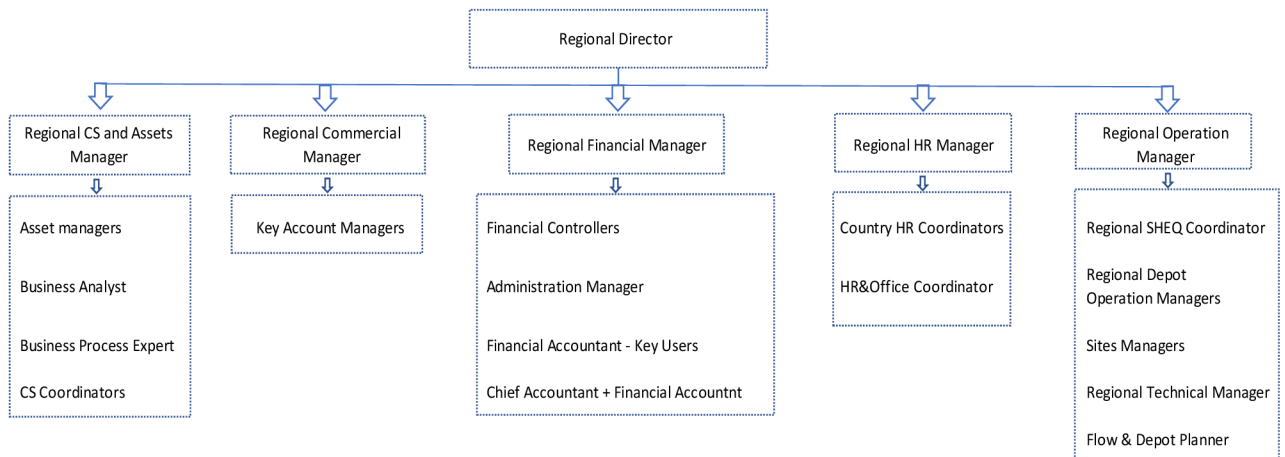 Regional Director
Regional CS and Assets
Manager
Regional Commercial
Manager
Regional Financial Manager
Regional HR Manager
Regional Operation
Manager
Asset managers
Business Analyst
Business Process Expert
CS Coordinators
Key Account Managers
Financial Controllers
Administration Manager
Financial Accountant - Key Users
Chief Accountant + Financial Accountnt
Country HR Coordinators
HR&Office Coordinator
Regional SHEQ Coordinator
Regional Depot
Operation Managers
Sites Managers
Regional Technical Manager
Flow & Depot Planner